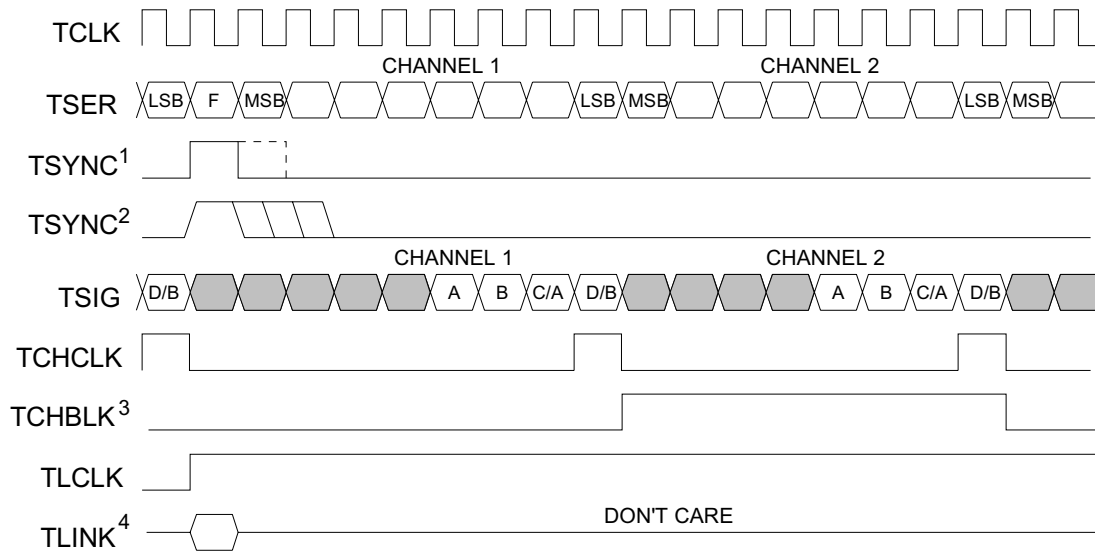 TCLK
CHANNEL 1 CHANNEL 2
TSER LSB F MSB LSB MSB LSB MSB
TSYNC1
TSYNC2
CHANNEL 1 CHANNEL 2
TSIG D/B A B C/A D/B A B C/A D/B
TCHCLK
TCHBLK3
TLCLK
DON'T CARE
TLINK4